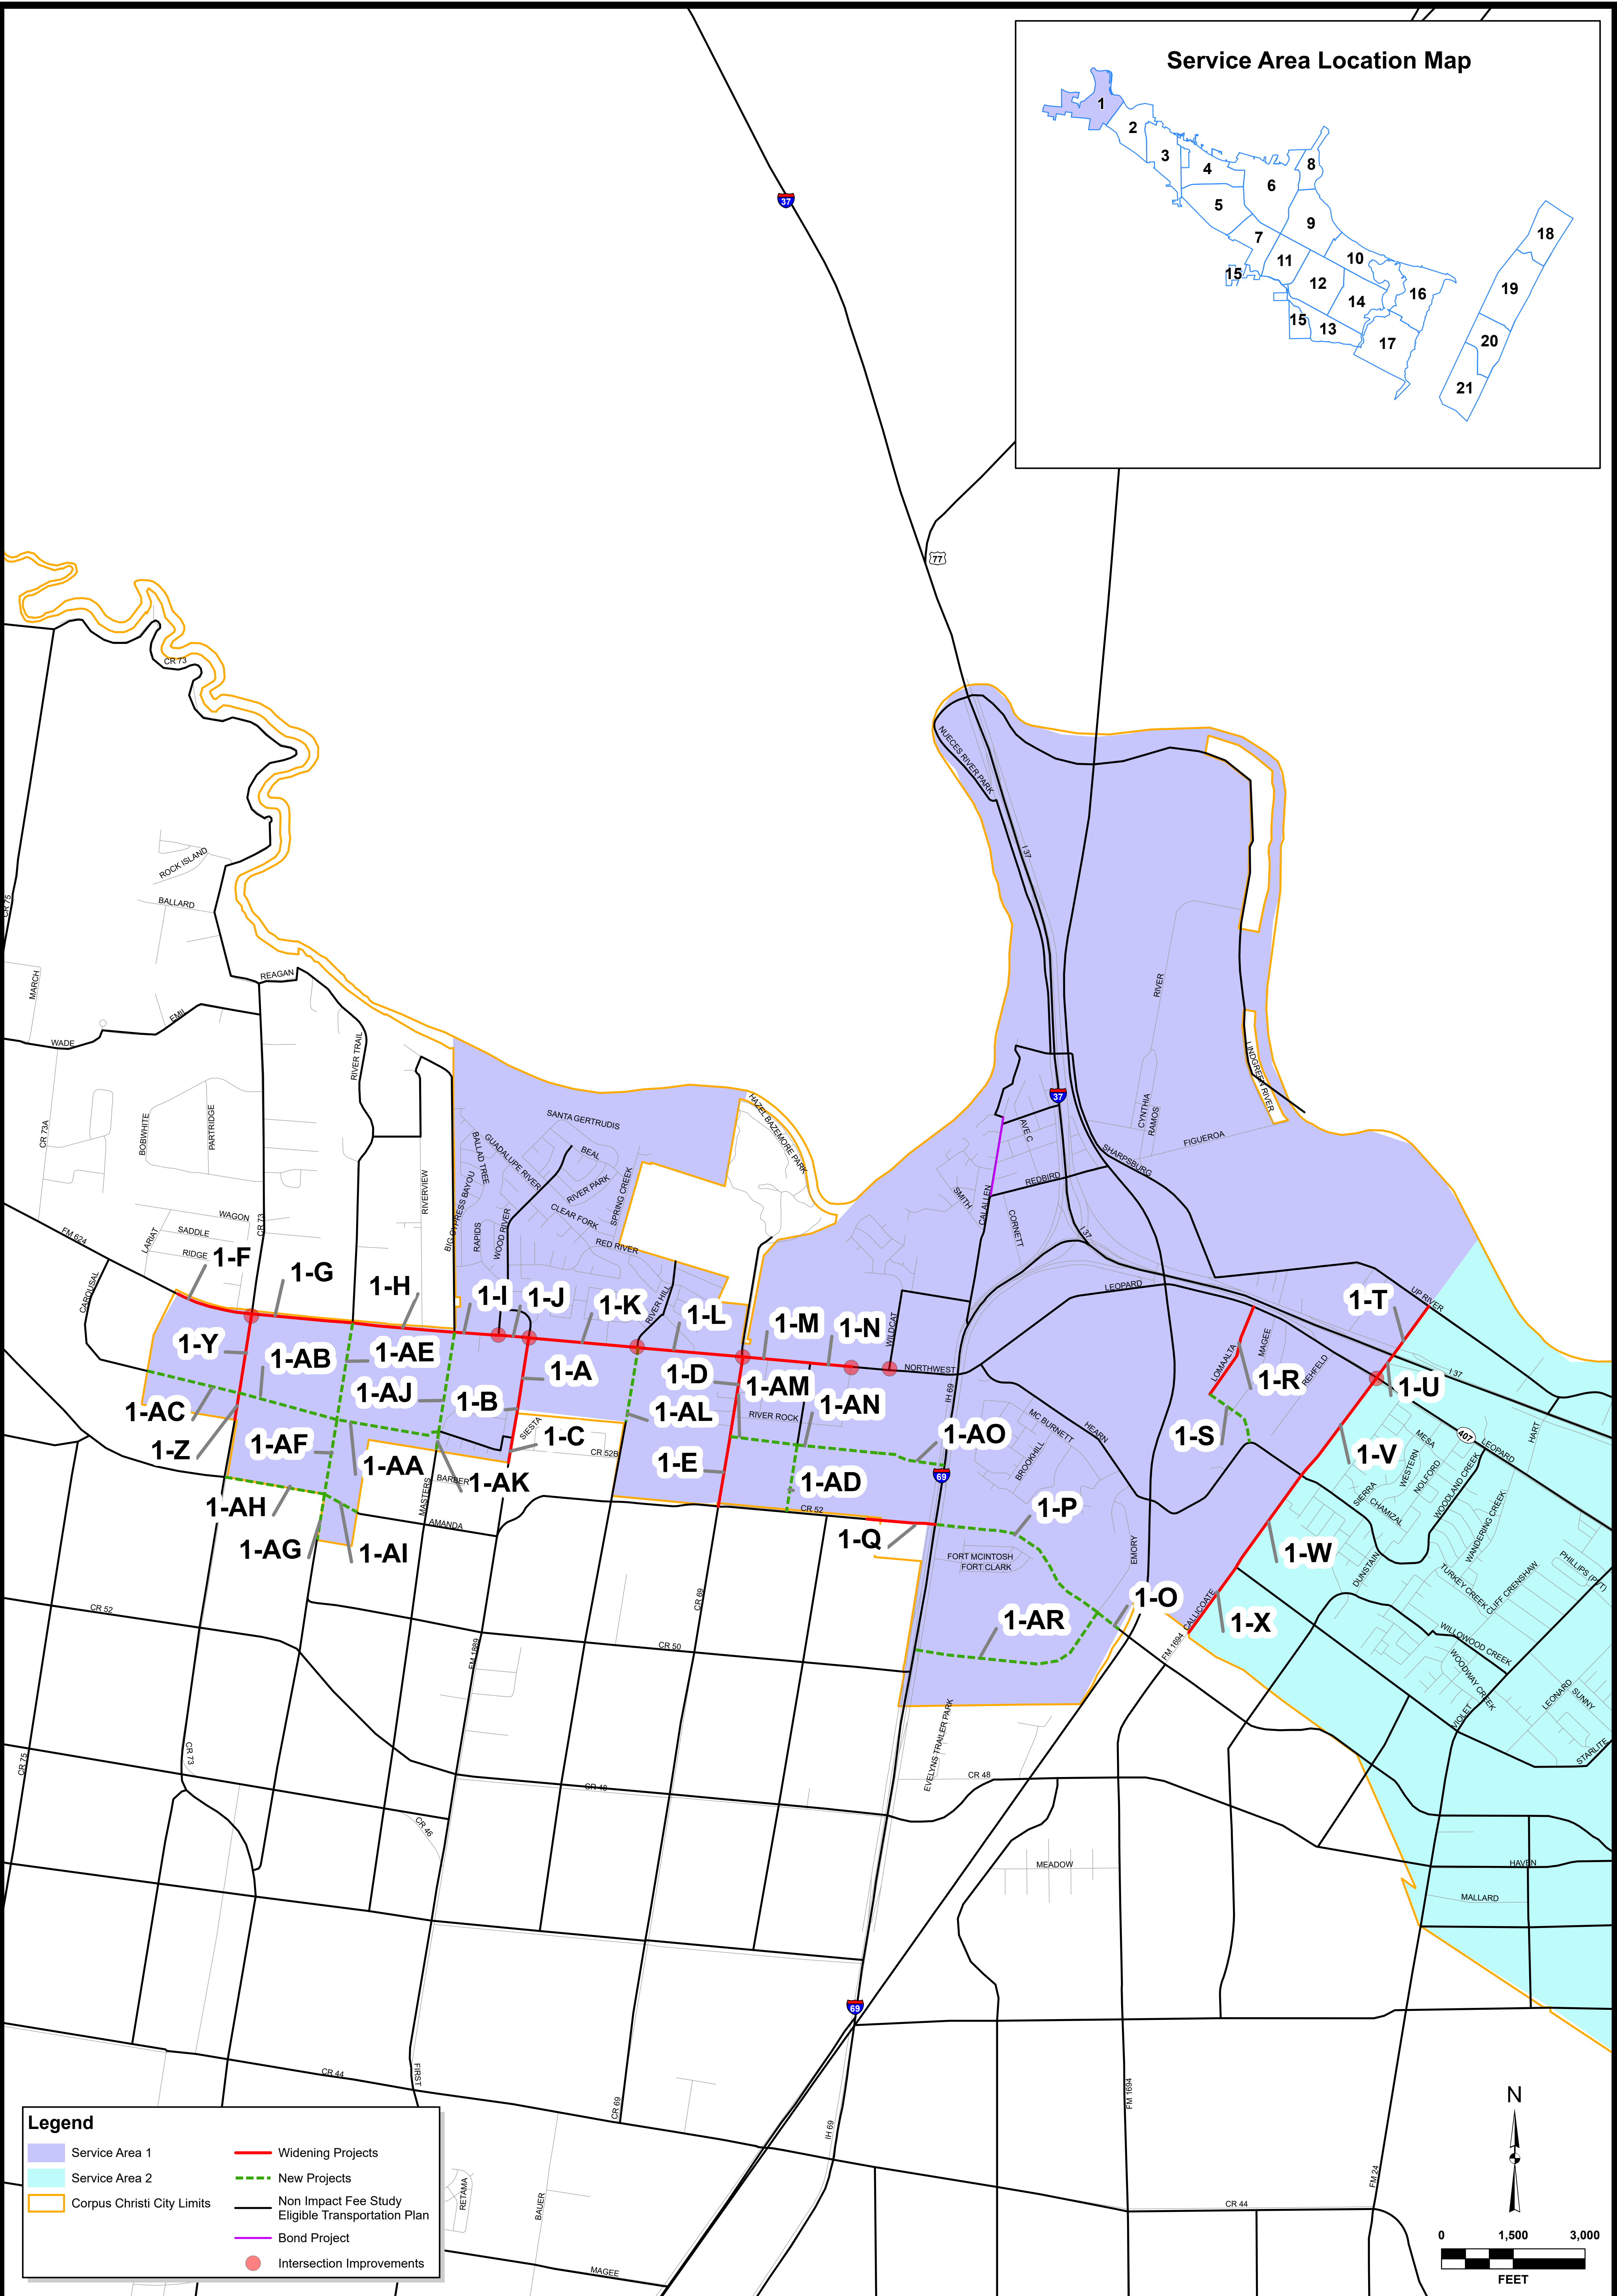 Service Area Location Map
1
2
3
4
5
6
7
8
9
10
11
12
13
14
15
15
16
17
18
19
20
21
37
77
CR 73
NUECES RIVER PARK
I 37
ROCK ISLAND
BALLARD
CR 75
MARCH
REAGAN
RIVER
EMIL
WADE
RIVER TRAIL
LINDGREEN RIVER
37
HAZEL BAZEMORE PARK
SANTA GERTRUDIS
CR 73A
BOBWHITE
PARTRIDGE
BALLAD TREE
GUADALUPE RIVER
BEAL
AVE C
CYNTHIA
RAMOS
FIGUEROA
SHARPSBURG
RIVERVIEW
BIG CYPRESS BAYOU
RIVER PARK
SPRING CREEK
REDBIRD
SMITH
CALALLEN
CORNETT
WAGON
CR 73
CLEAR FORK
WOOD RIVER
RAPIDS
FM 624
LARIAT
SADDLE
RIDGE
RED RIVER
I 37
CAROUSAL
1-F
1-G
1-H
1-I
1-J
1-K
RIVER HILL
1-L
1-M
1-N
WILDCAT
LEOPARD
UP RIVER
1-T
1-Y
1-AB
1-AE
1-A
1-D
1-AM
NORTHWEST
IH 69
LOMAALTA
MAGEE
REHFELD
1-R
1-U
I 37
1-AC
1-AJ
1-B
1-AL
RIVER ROCK
1-AN
MC BURNETT
HEARN
1-Z
1-AF
SIESTA
1-C
CR 52B
1-AO
BROOKHILL
1-S
1-V
MESA
407
LEOPARD
HART
1-AA
MASTERS
BARBER
1-AK
1-E
1-AD
69
SIERRA
WESTERN
NOLFORD
CHAMIZAL
WOODLAND CREEK
1-AH
AMANDA
CR 52
1-P
WANDERING CREEK
1-AG
1-AI
1-Q
FORT MCINTOSH
FORT CLARK
EMORY
1-W
DUNSTAIN
TURKEY CREEK
CLIFF CRENSHAW
PHILLIPS (PVT)
CR 52
CR 69
1-O
CALLICOATE
1-X
1-AR
FM 1889
CR 50
FM 1694
WILLOWOOD CREEK
WOODWAY CREEK
LEONARD
SUNNY
VIOLET
STARLITE
CR 75
CR 73
EVELYNS TRAILER PARK
CR 48
CR 48
CR 46
MEADOW
HAVEN
MALLARD
69
CR 44
FIRST
CR 69
IH 69
FM 1694
FM 24
CR 44
RETAMA
BAUER
MAGEE
Legend
Service Area 1
Service Area 2
Corpus Christi City Limits
Widening Projects
New Projects
Non Impact Fee Study
Eligible Transportation Plan
Bond Project
Intersection Improvements
N
0 1,500 3,000
FEET